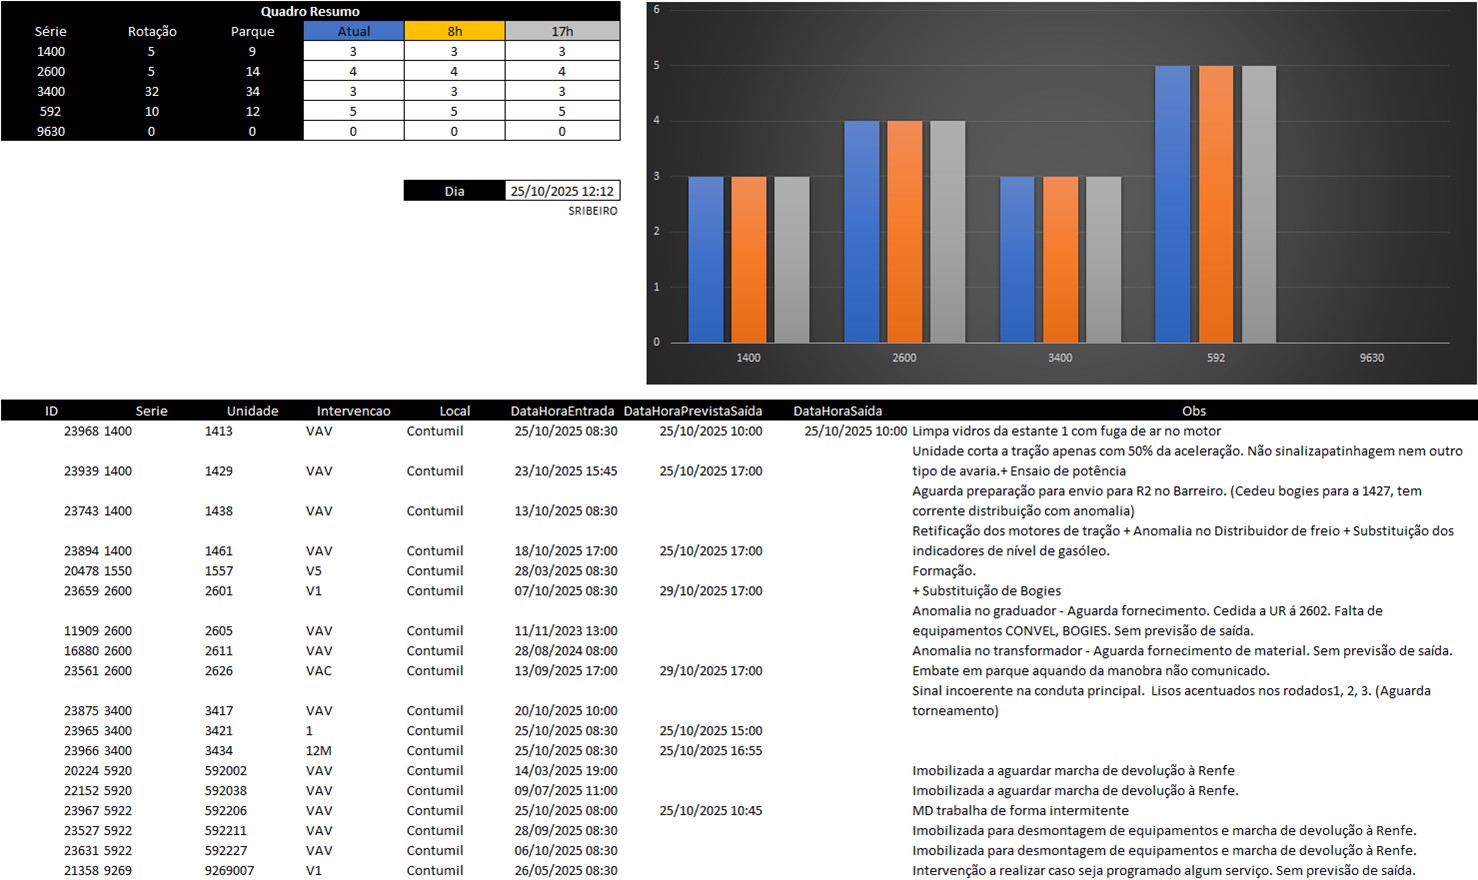 Quadro Resumo
Série Rotação Parque Atual 8h 17h
1400 5 9 3 3 3
2600 5 14 4 4 4
3400 32 34 3 3 3
592 10 12 5 5 5
9630 0 0 0 0 0
Dia 25/10/2025 12:12
SRIBEIRO
6
5
4
3
2
1
0
1400 2600 3400 592 9630
ID Serie Unidade Intervencao Local DataHoraEntrada DataHoraPrevistaSaída DataHoraSaída Obs
23968 1400 1413 VAV Contumil 25/10/2025 08:30 25/10/2025 10:00 25/10/2025 10:00 Limpa vidros da estante 1 com fuga de ar no motor
Unidade corta a tração apenas com 50% da aceleração. Não sinalizapatinhagem nem outro
23939 1400 1429 VAV Contumil 23/10/2025 15:45 25/10/2025 17:00 tipo de avaria.+ Ensaio de potência
Aguarda preparação para envio para R2 no Barreiro. (Cedeu bogies para a 1427, tem
23743 1400 1438 VAV Contumil 13/10/2025 08:30 corrente distribuição com anomalia)
Retificação dos motores de tração + Anomalia no Distribuidor de freio + Substituição dos
23894 1400 1461 VAV Contumil 18/10/2025 17:00 25/10/2025 17:00 indicadores de nível de gasóleo.
20478 1550 1557 V5 Contumil 28/03/2025 08:30 Formação.
23659 2600 2601 V1 Contumil 07/10/2025 08:30 29/10/2025 17:00 + Substituição de Bogies
Anomalia no graduador - Aguarda fornecimento. Cedida a UR á 2602. Falta de
11909 2600 2605 VAV Contumil 11/11/2023 13:00 equipamentos CONVEL, BOGIES. Sem previsão de saída.
16880 2600 2611 VAV Contumil 28/08/2024 08:00 Anomalia no transformador - Aguarda fornecimento de material. Sem previsão de saída.
23561 2600 2626 VAC Contumil 13/09/2025 17:00 29/10/2025 17:00 Embate em parque aquando da manobra não comunicado.
Sinal incoerente na conduta principal. Lisos acentuados nos rodados1, 2, 3. (Aguarda
23875 3400 3417 VAV Contumil 20/10/2025 10:00 torneamento)
23965 3400 3421 1 Contumil 25/10/2025 08:30 25/10/2025 15:00
23966 3400 3434 12M Contumil 25/10/2025 08:30 25/10/2025 16:55
20224 5920 592002 VAV Contumil 14/03/2025 19:00 Imobilizada a aguardar marcha de devolução à Renfe
22152 5920 592038 VAV Contumil 09/07/2025 11:00 Imobilizada a aguardar marcha de devolução à Renfe.
23967 5922 592206 VAV Contumil 25/10/2025 08:00 25/10/2025 10:45 MD trabalha de forma intermitente
23527 5922 592211 VAV Contumil 28/09/2025 08:30 Imobilizada para desmontagem de equipamentos e marcha de devolução à Renfe.
23631 5922 592227 VAV Contumil 06/10/2025 08:30 Imobilizada para desmontagem de equipamentos e marcha de devolução à Renfe.
21358 9269 9269007 V1 Contumil 26/05/2025 08:30 Intervenção a realizar caso seja programado algum serviço. Sem previsão de saída.